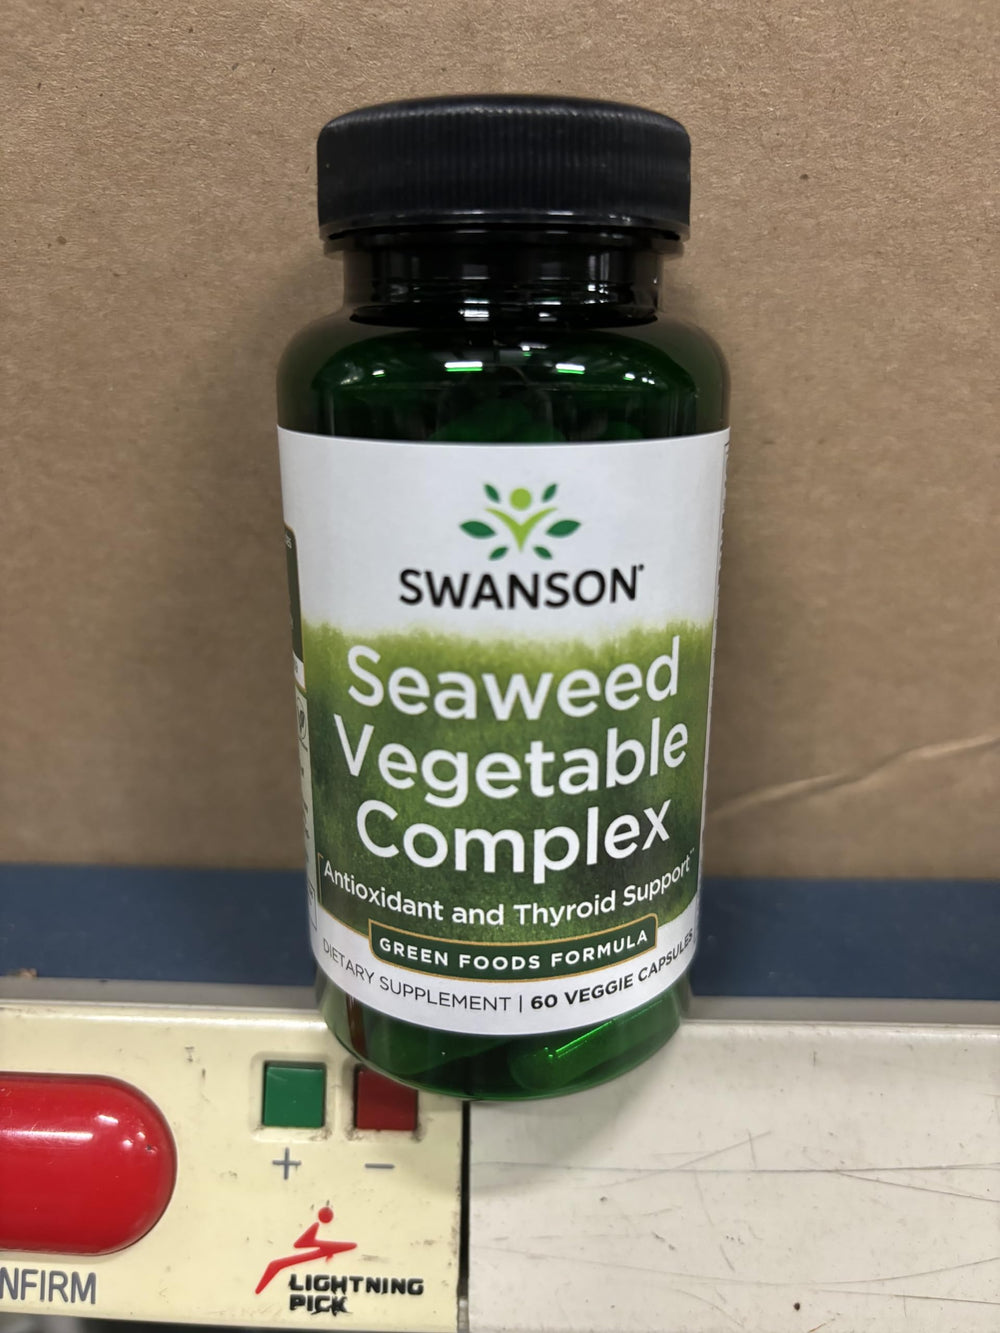 SWANSON®
Seaweed
Vegetable
Complex
Antioxidant and Thyroid Support
GREEN FOODS FORMULA
DIETARY SUPPLEMENT | 60 VEGGIE CAPSULES
+ −
NFIRM
LIGHTNING
PICK